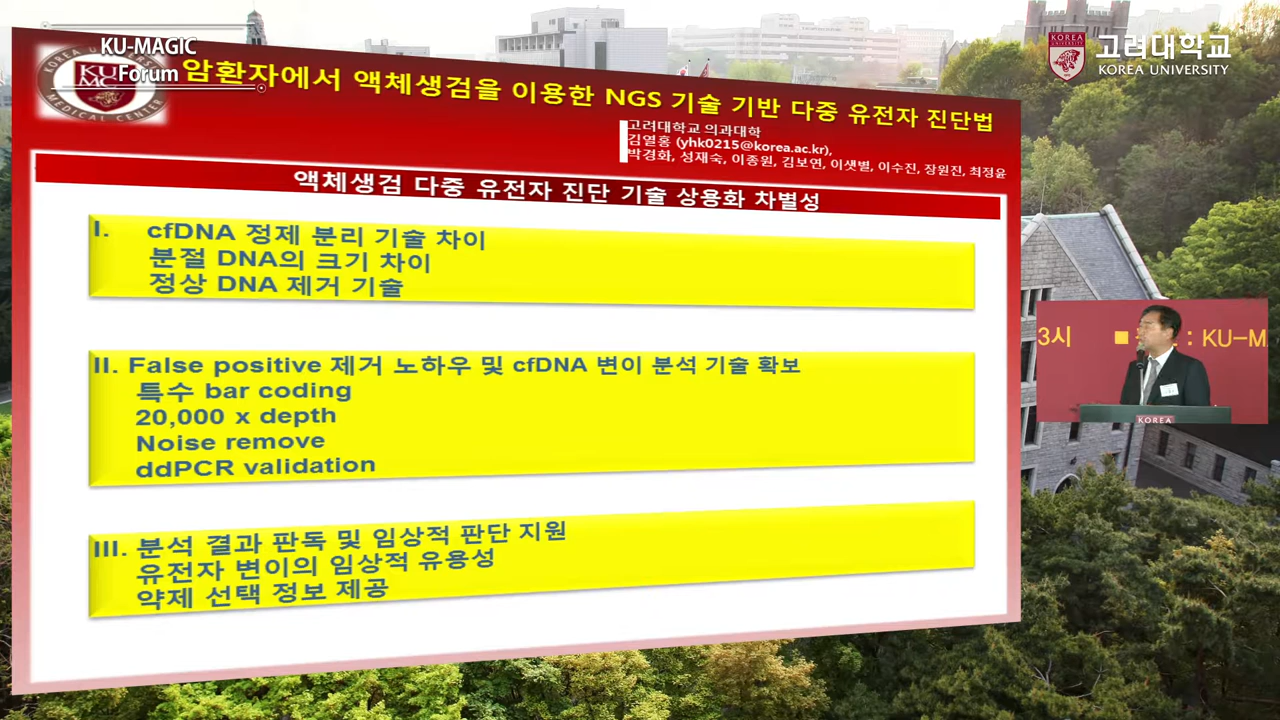 KU-MAGIC
Forum
고려대학교
KOREA UNIVERSITY
KOREA
암환자에서 액체생검을 이용한 NGS 기술 기반 다중 유전자 진단법
MEDICAL CENTER
고려대학교 의과대학
김열홍 (yhk0215@korea.ac.kr),
박경화, 성재숙, 이종원, 김보연, 이샛별, 이수진, 장원진, 최정윤
액체생검 다중 유전자 진단 기술 상용화 차별성
I. cfDNA 정제 분리 기술 차이
분절 DNA의 크기 차이
정상 DNA 제거 기술
II. False positive 제거 노하우 및 cfDNA 변이 분석 기술 확보
특수 bar coding
20,000 x depth
Noise remove
ddPCR validation
III. 분석 결과 판독 및 임상적 판단 지원
유전자 변이의 임상적 유용성
약제 선택 정보 제공
3시
: KU-M
KOREA